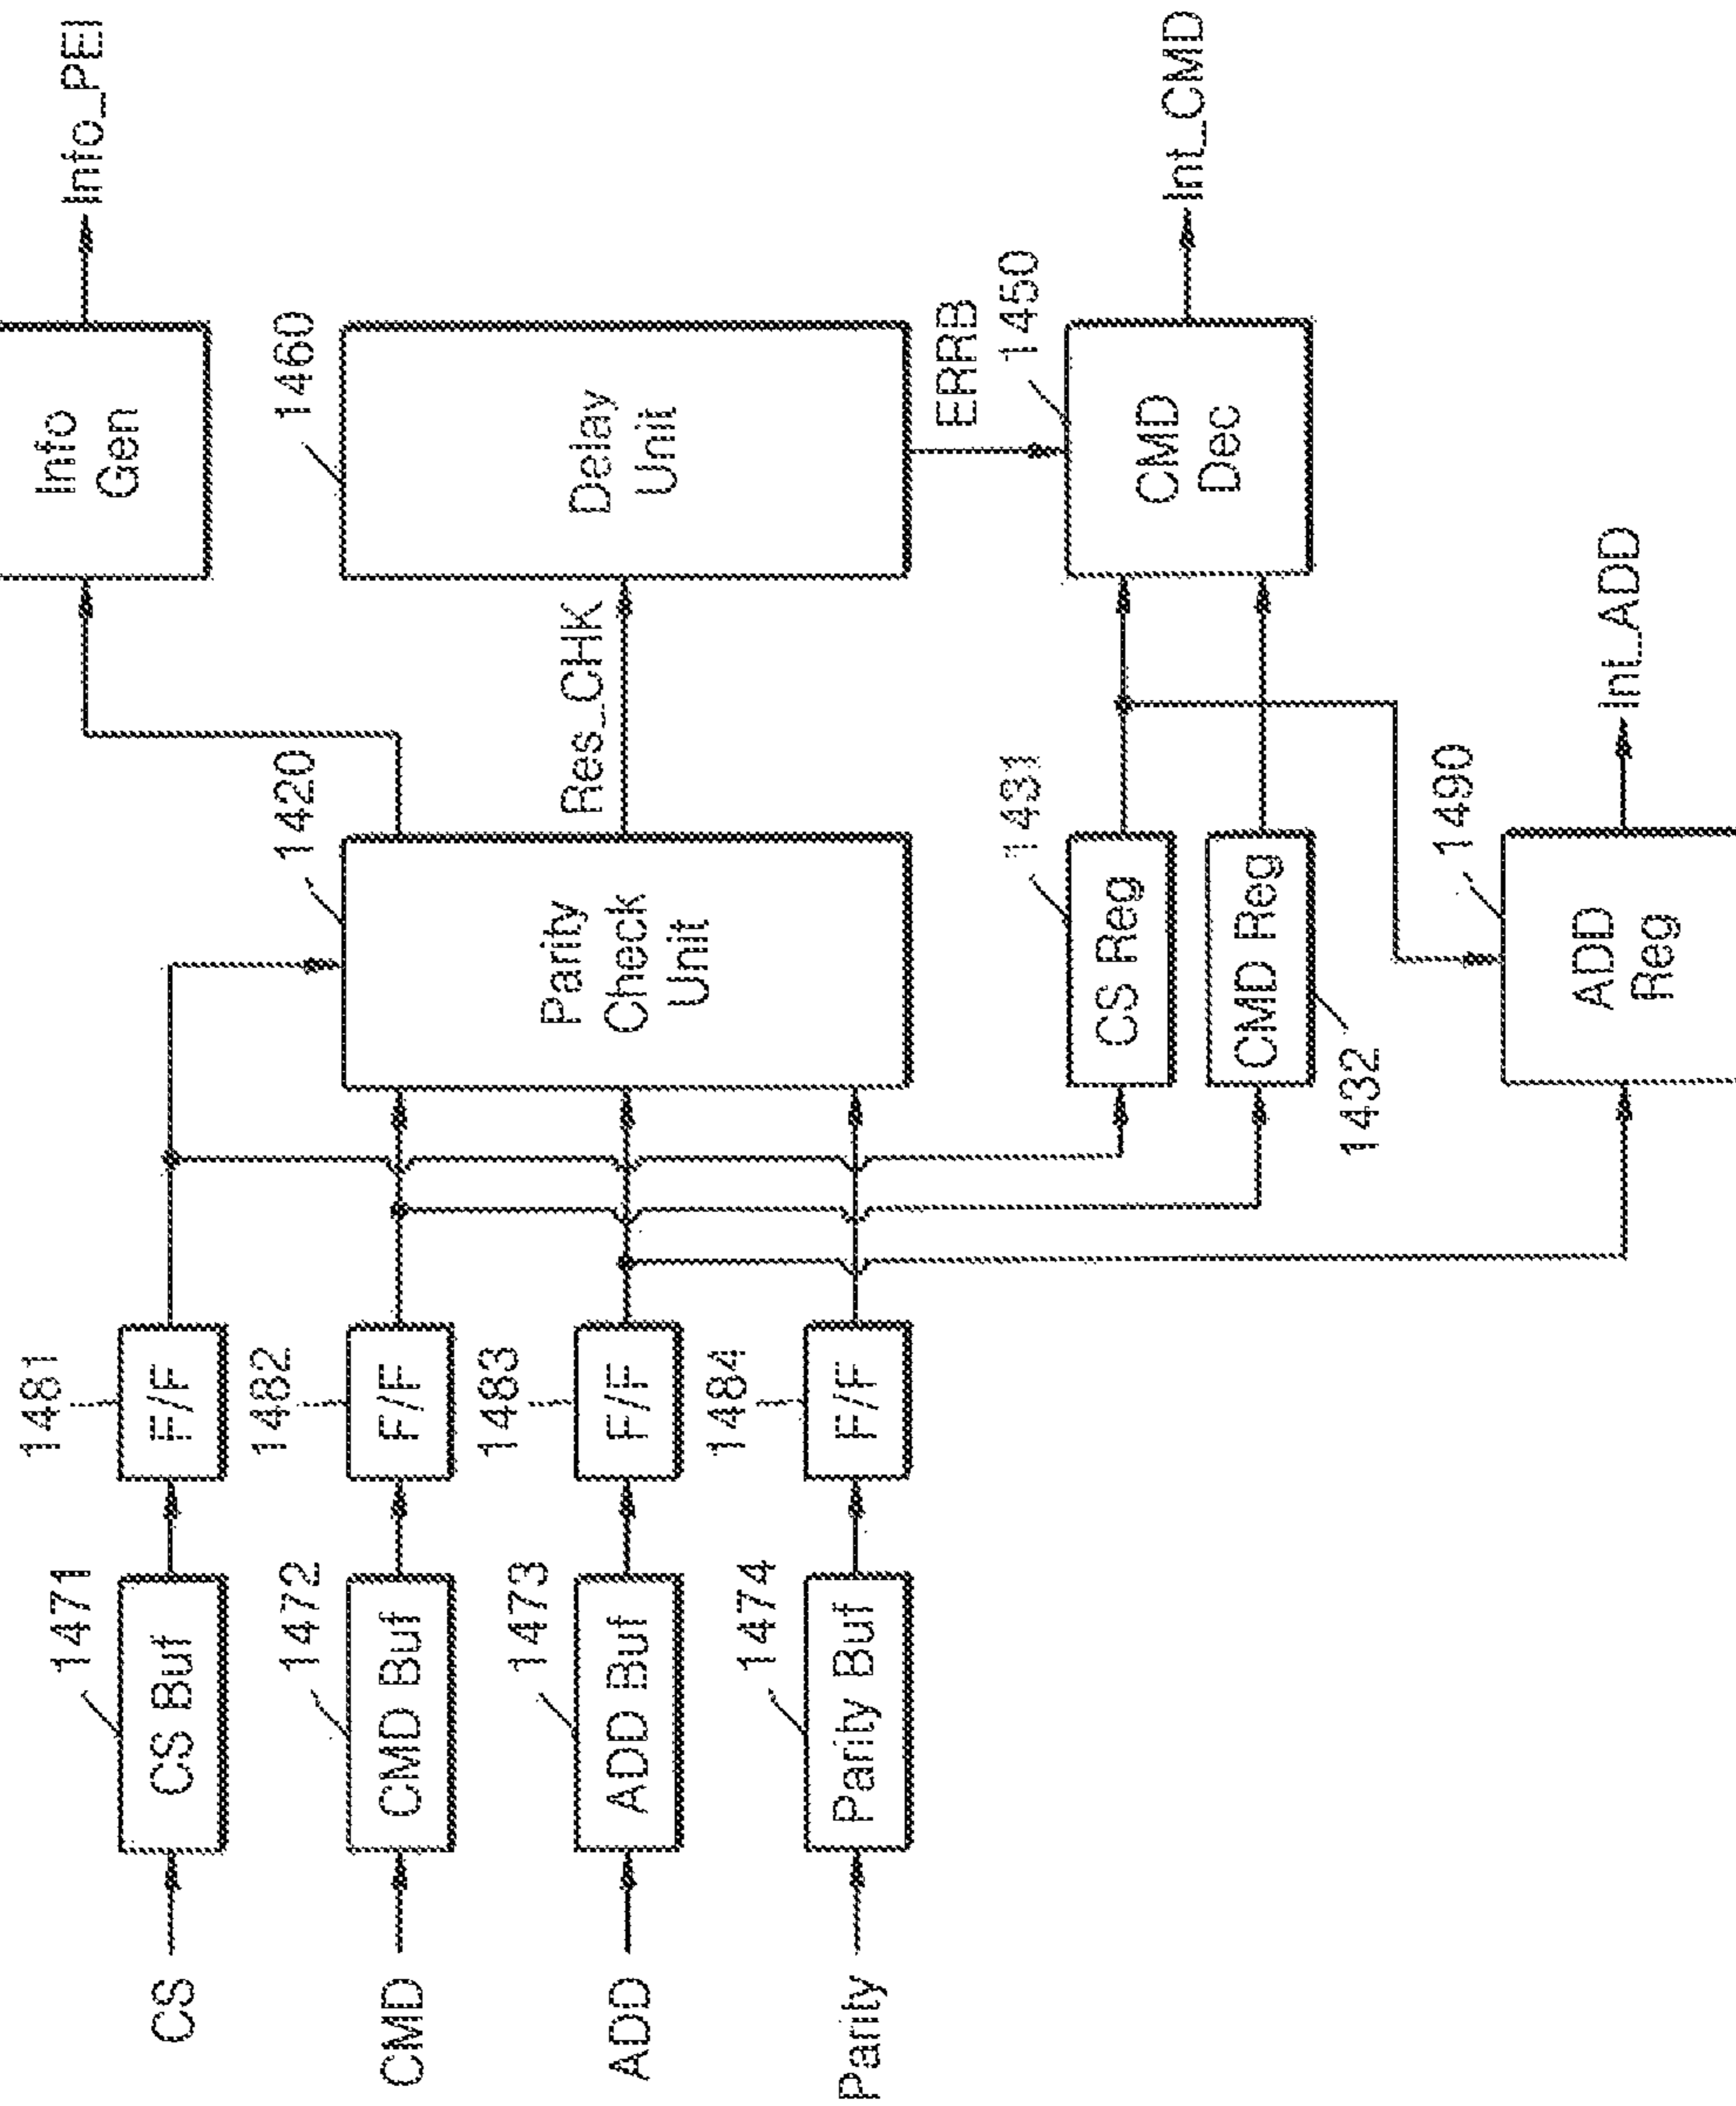 Info_PEI
Info
Gen
1460
Delay
Unit
1420
Res_CHK
ERRB
Parity
Check
Unit
1450
CMD
Dec
Int_CMD
1431
CS Reg
CMD Reg
1432
1490
ADD
Reg
Int_ADD
1481
F/F
1482
F/F
1483
F/F
1484
F/F
1471
CS Buf
1472
CMD Buf
1473
ADD Buf
1474
Parity Buf
CS
CMD
ADD
Parity